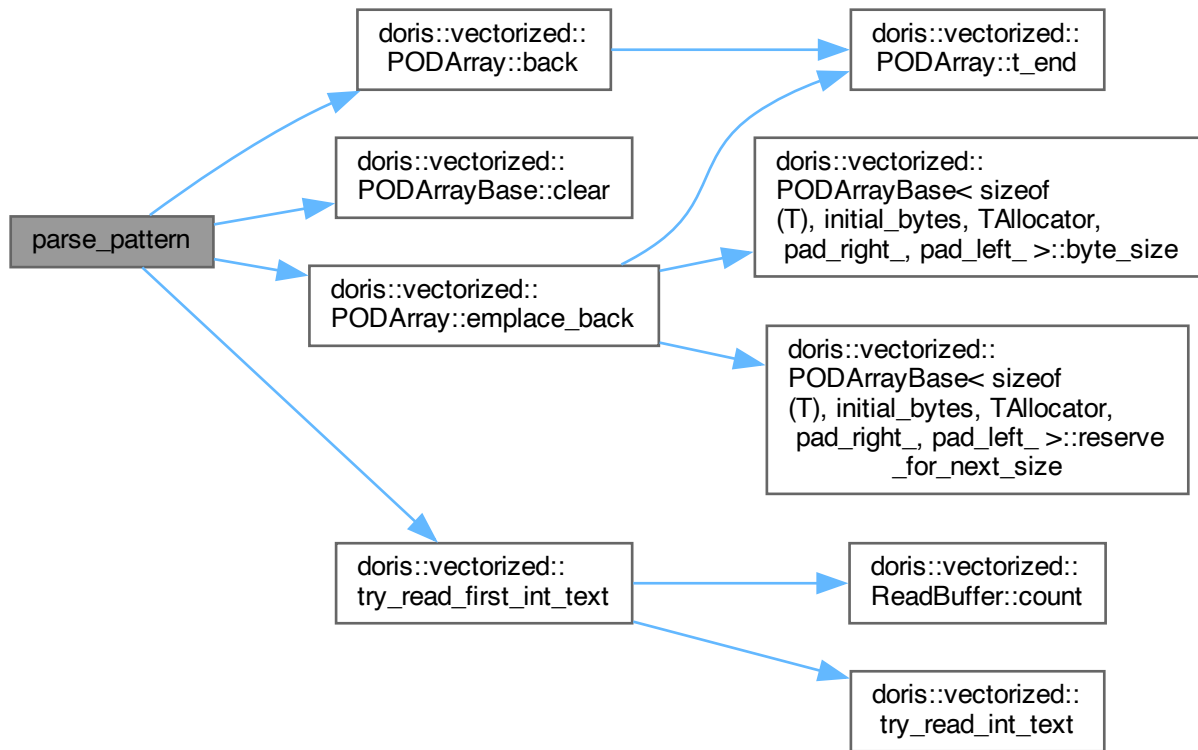 parse_pattern
doris::vectorized::
PODArray::back
doris::vectorized::
PODArrayBase::clear
doris::vectorized::
PODArray::emplace_back
doris::vectorized::
try_read_first_int_text
doris::vectorized::
PODArray::t_end
doris::vectorized::
PODArrayBase< sizeof
(T), initial_bytes, TAllocator,
pad_right_, pad_left_ >::byte_size
doris::vectorized::
PODArrayBase< sizeof
(T), initial_bytes, TAllocator,
pad_right_, pad_left_ >::reserve
_for_next_size
doris::vectorized::
ReadBuffer::count
doris::vectorized::
try_read_int_text